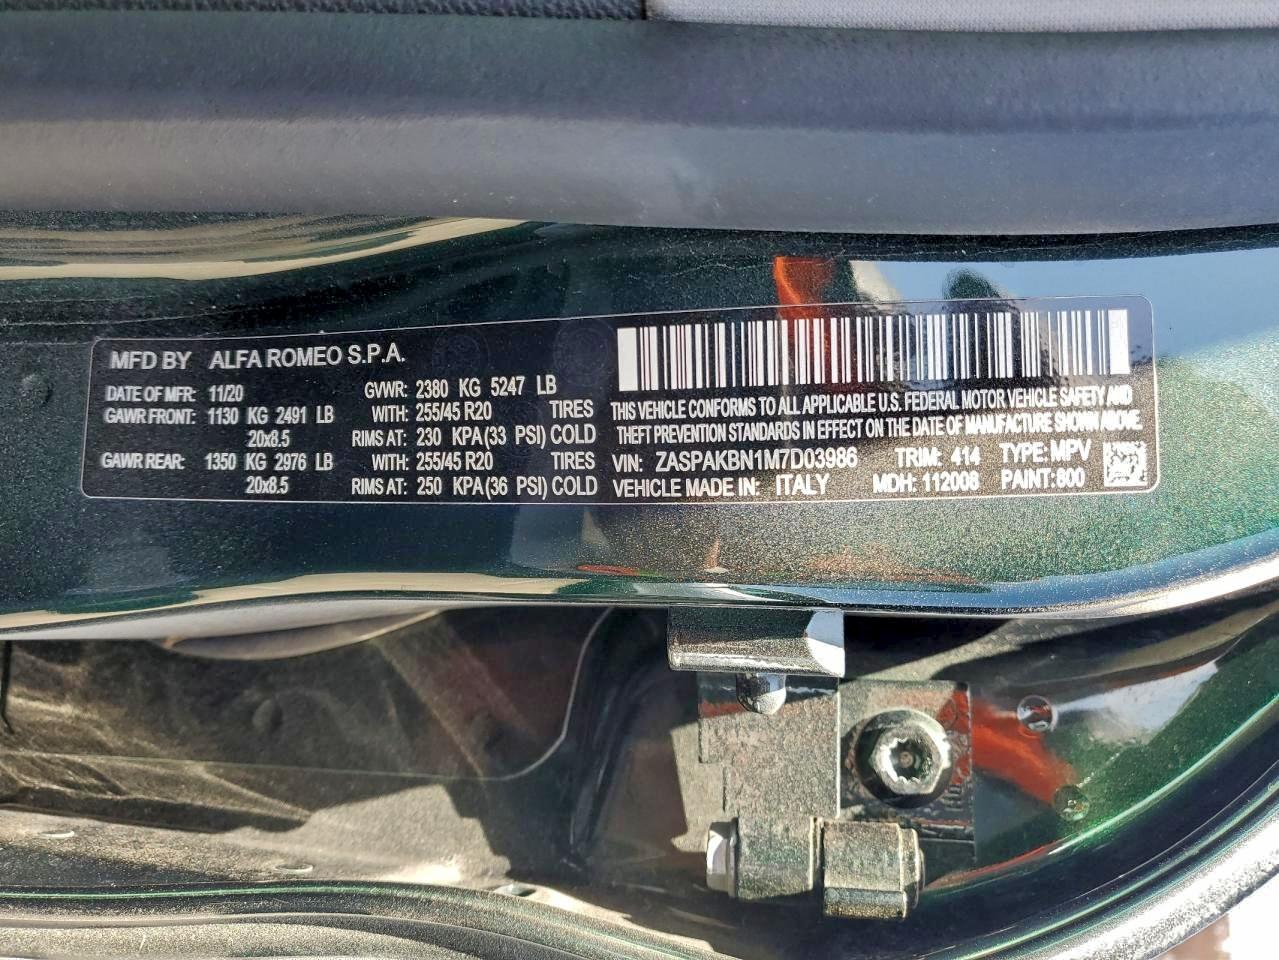 MFD BY ALFA ROMEO S.P.A.
DATE OF MFR: 11/20 GVWR: 2380 KG 5247 LB
GAWR FRONT: 1130 KG 2491 LB WITH: 255/45 R20 TIRES
20x8.5 RIMS AT: 230 KPA(33 PSI) COLD
GAWR REAR: 1350 KG 2976 LB WITH: 255/45 R20 TIRES
20x8.5 RIMS AT: 250 KPA(36 PSI) COLD
THIS VEHICLE CONFORMS TO ALL APPLICABLE U.S. FEDERAL MOTOR VEHICLE SAFETY AND
THEFT PREVENTION STANDARDS IN EFFECT ON THE DATE OF MANUFACTURE SHOWN ABOVE.
VIN: ZASPAKBN1M7D03986 TRIM: 414 TYPE: MPV
VEHICLE MADE IN: ITALY MDH: 112008 PAINT:800